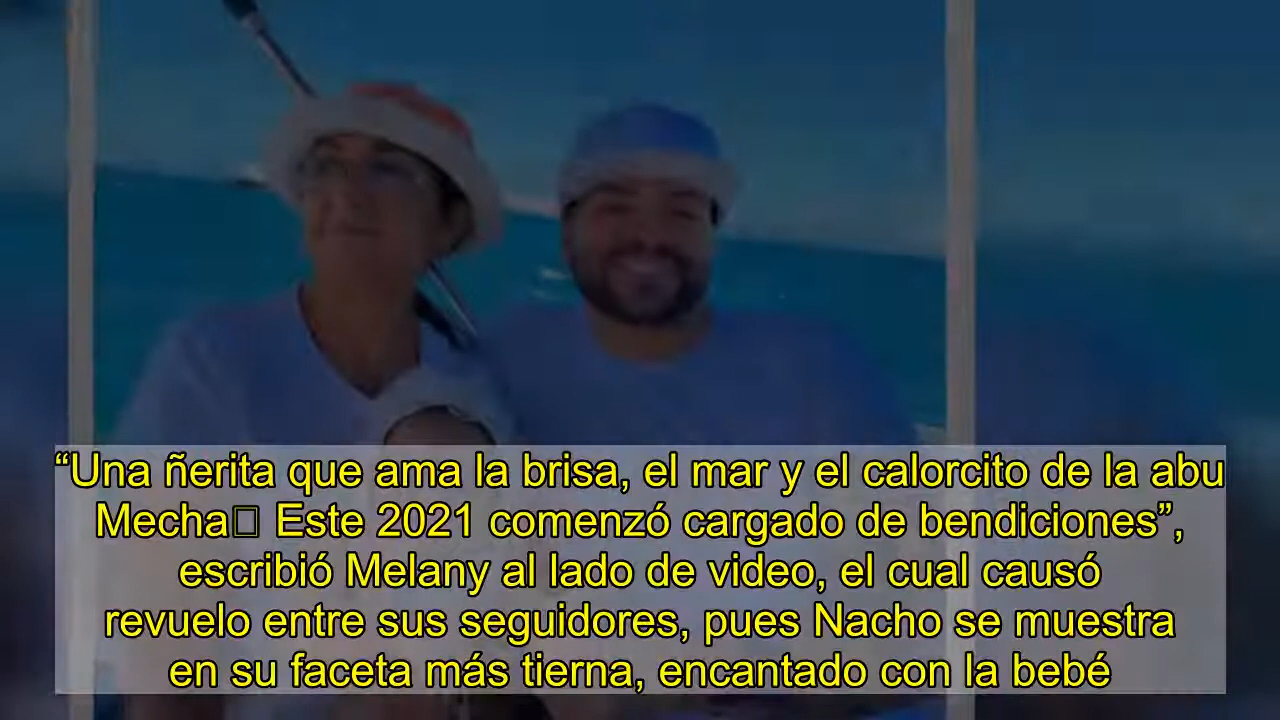 “Una ñerita que ama la brisa, el mar y el calorcito de la abu
Mecha□ Este 2021 comenzó cargado de bendiciones”,
escribió Melany al lado de video, el cual causó
revuelo entre sus seguidores, pues Nacho se muestra
en su faceta más tierna, encantado con la bebé